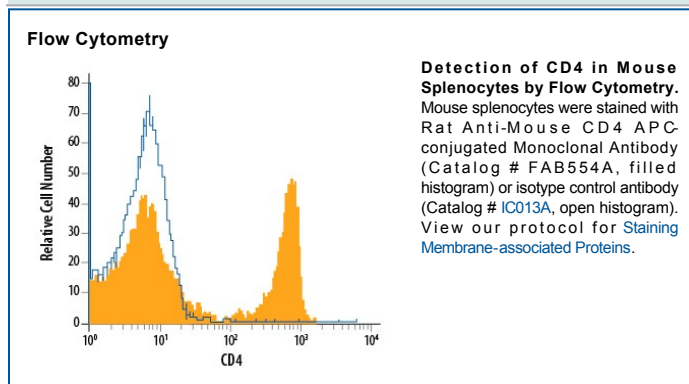 Flow Cytometry
80
70
60
50
40
30
20
10
0
Relative Cell Number
10⁰ 10¹ 10² 10³ 10⁴
CD4
Detection of CD4 in Mouse
Splenocytes by Flow Cytometry.
Mouse splenocytes were stained with
Rat Anti-Mouse CD4 APC-
conjugated Monoclonal Antibody
(Catalog # FAB554A, filled
histogram) or isotype control antibody
(Catalog # IC013A, open histogram).
View our protocol for Staining
Membrane-associated Proteins.